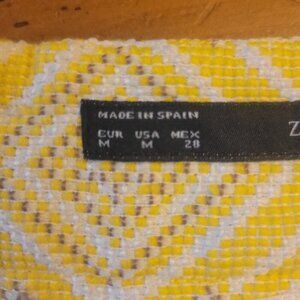 MADE IN SPAIN
EUR USA MEX
M M 28
Z